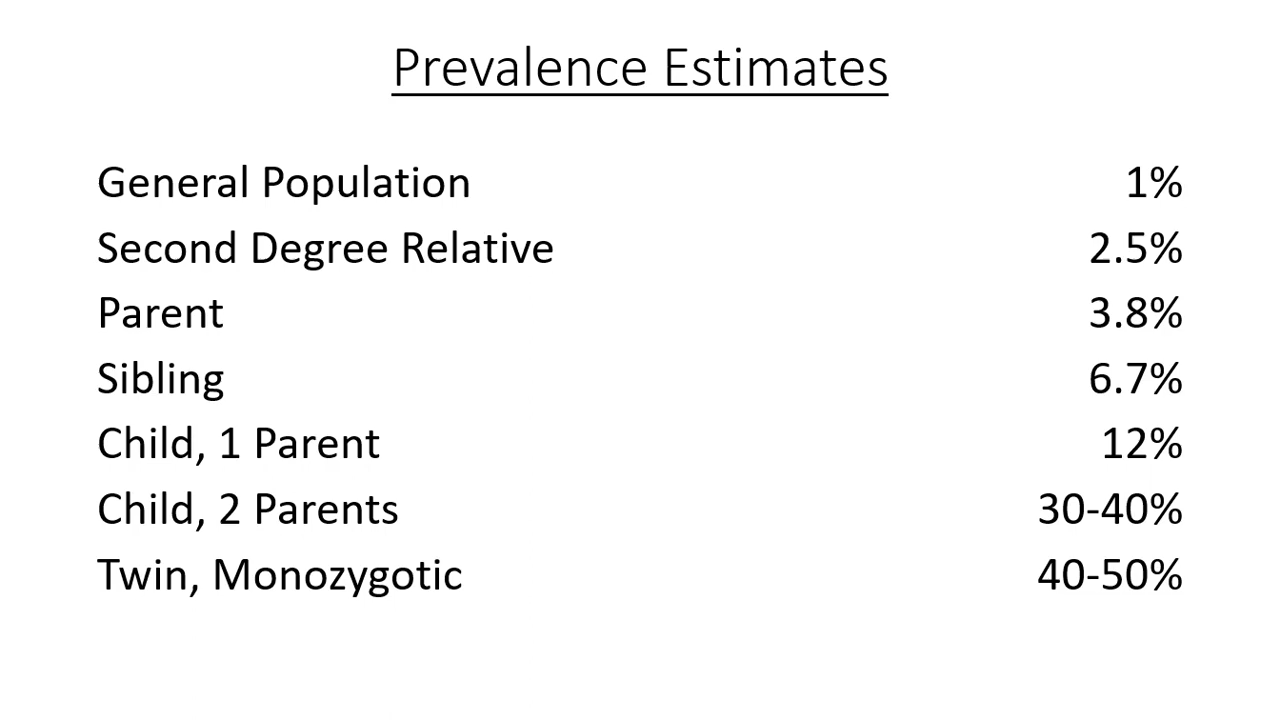 Prevalence Estimates
General Population 1%
Second Degree Relative 2.5%
Parent 3.8%
Sibling 6.7%
Child, 1 Parent 12%
Child, 2 Parents 30-40%
Twin, Monozygotic 40-50%